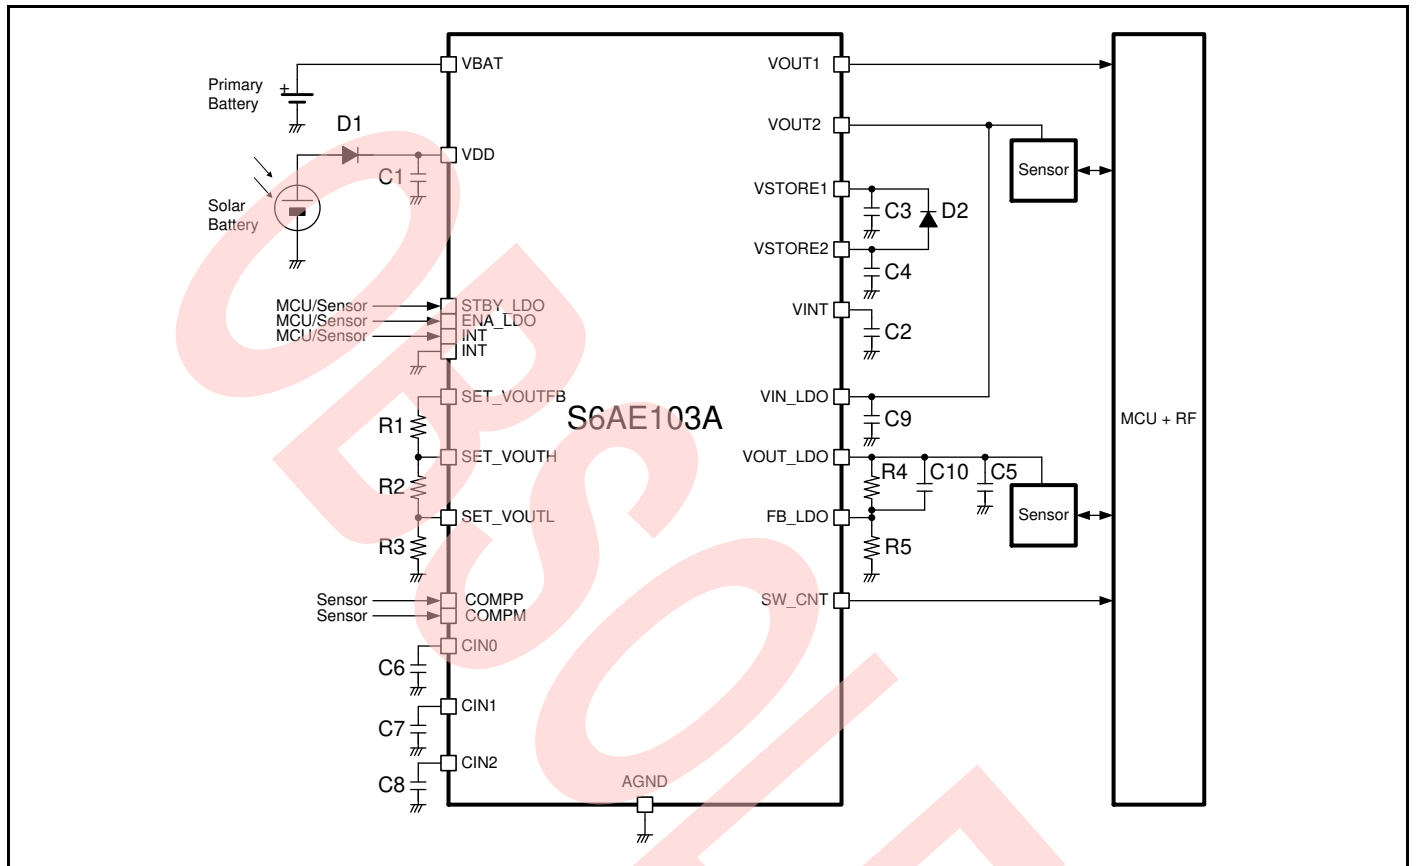 VBAT
VOUT1
Primary
Battery
+
D1
VOUT2
VDD
C1
Sensor
Solar
Battery
VSTORE1
C3
D2
VSTORE2
C4
MCU/Sensor
STBY_LDO
MCU/Sensor
ENA_LDO
MCU/Sensor
INT
INT
VINT
C2
SET_VOUTFB
R1
S6AE103A
VIN_LDO
C9
MCU + RF
SET_VOUTH
R2
VOUT_LDO
R4
C10
C5
SET_VOUTL
R3
FB_LDO
R5
Sensor
Sensor
COMPP
Sensor
COMPM
SW_CNT
CIN0
C6
CIN1
C7
CIN2
C8
AGND
OBSOLE